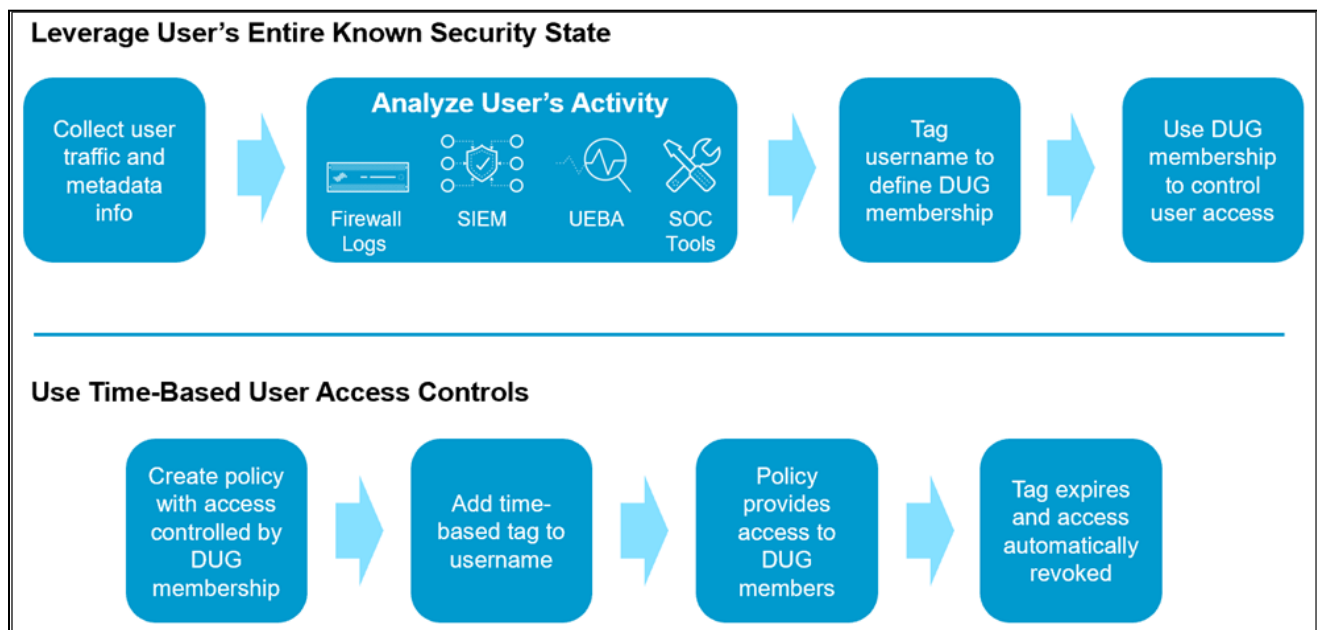 Leverage User's Entire Known Security State
Collect user
traffic and
metadata
info
Analyze User's Activity
Firewall
Logs
SIEM
UEBA
SOC
Tools
Tag
username to
define DUG
membership
Use DUG
membership
to control
user access
Use Time-Based User Access Controls
Create policy
with access
controlled by
DUG
membership
Add time-
based tag to
username
Policy
provides
access to
DUG
members
Tag expires
and access
automatically
revoked